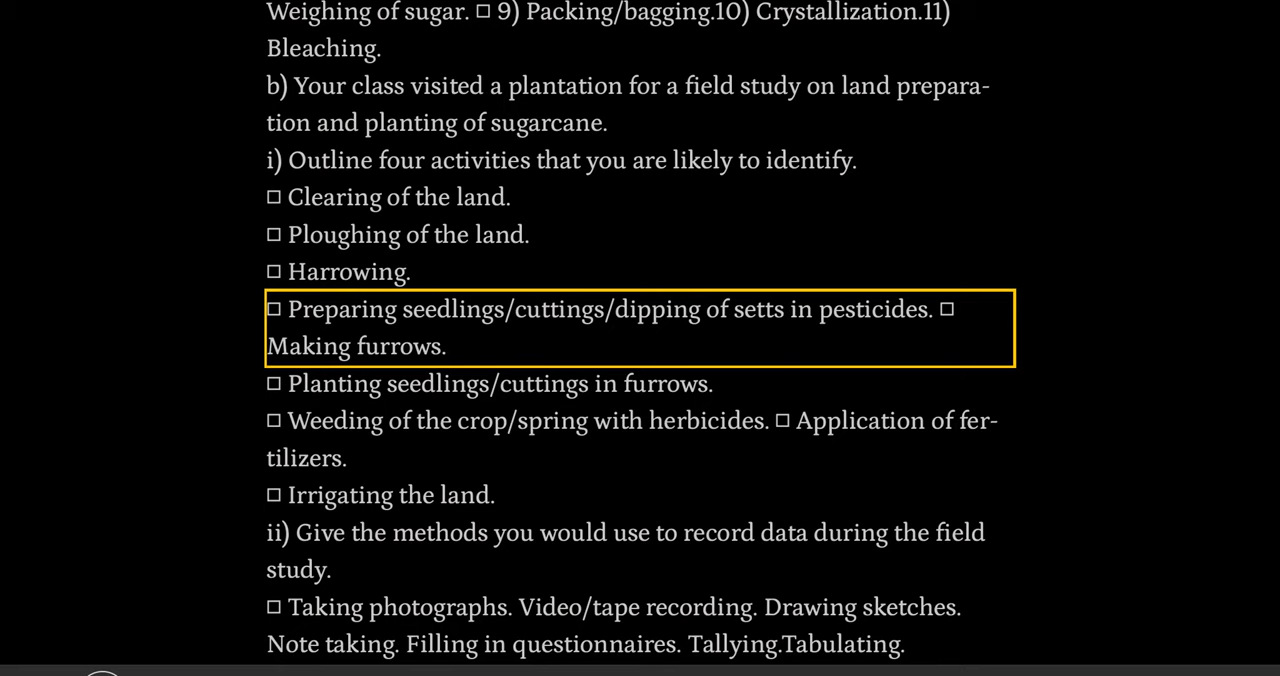 Weighing of sugar. □ 9) Packing/bagging.10) Crystallization.11)
Bleaching.
b) Your class visited a plantation for a field study on land prepara-
tion and planting of sugarcane.
i) Outline four activities that you are likely to identify.
□ Clearing of the land.
□ Ploughing of the land.
□ Harrowing.
□ Preparing seedlings/cuttings/dipping of setts in pesticides. □
Making furrows.
□ Planting seedlings/cuttings in furrows.
□ Weeding of the crop/spring with herbicides. □ Application of fer-
tilizers.
□ Irrigating the land.
ii) Give the methods you would use to record data during the field
study.
□ Taking photographs. Video/tape recording. Drawing sketches.
Note taking. Filling in questionnaires. Tallying.Tabulating.